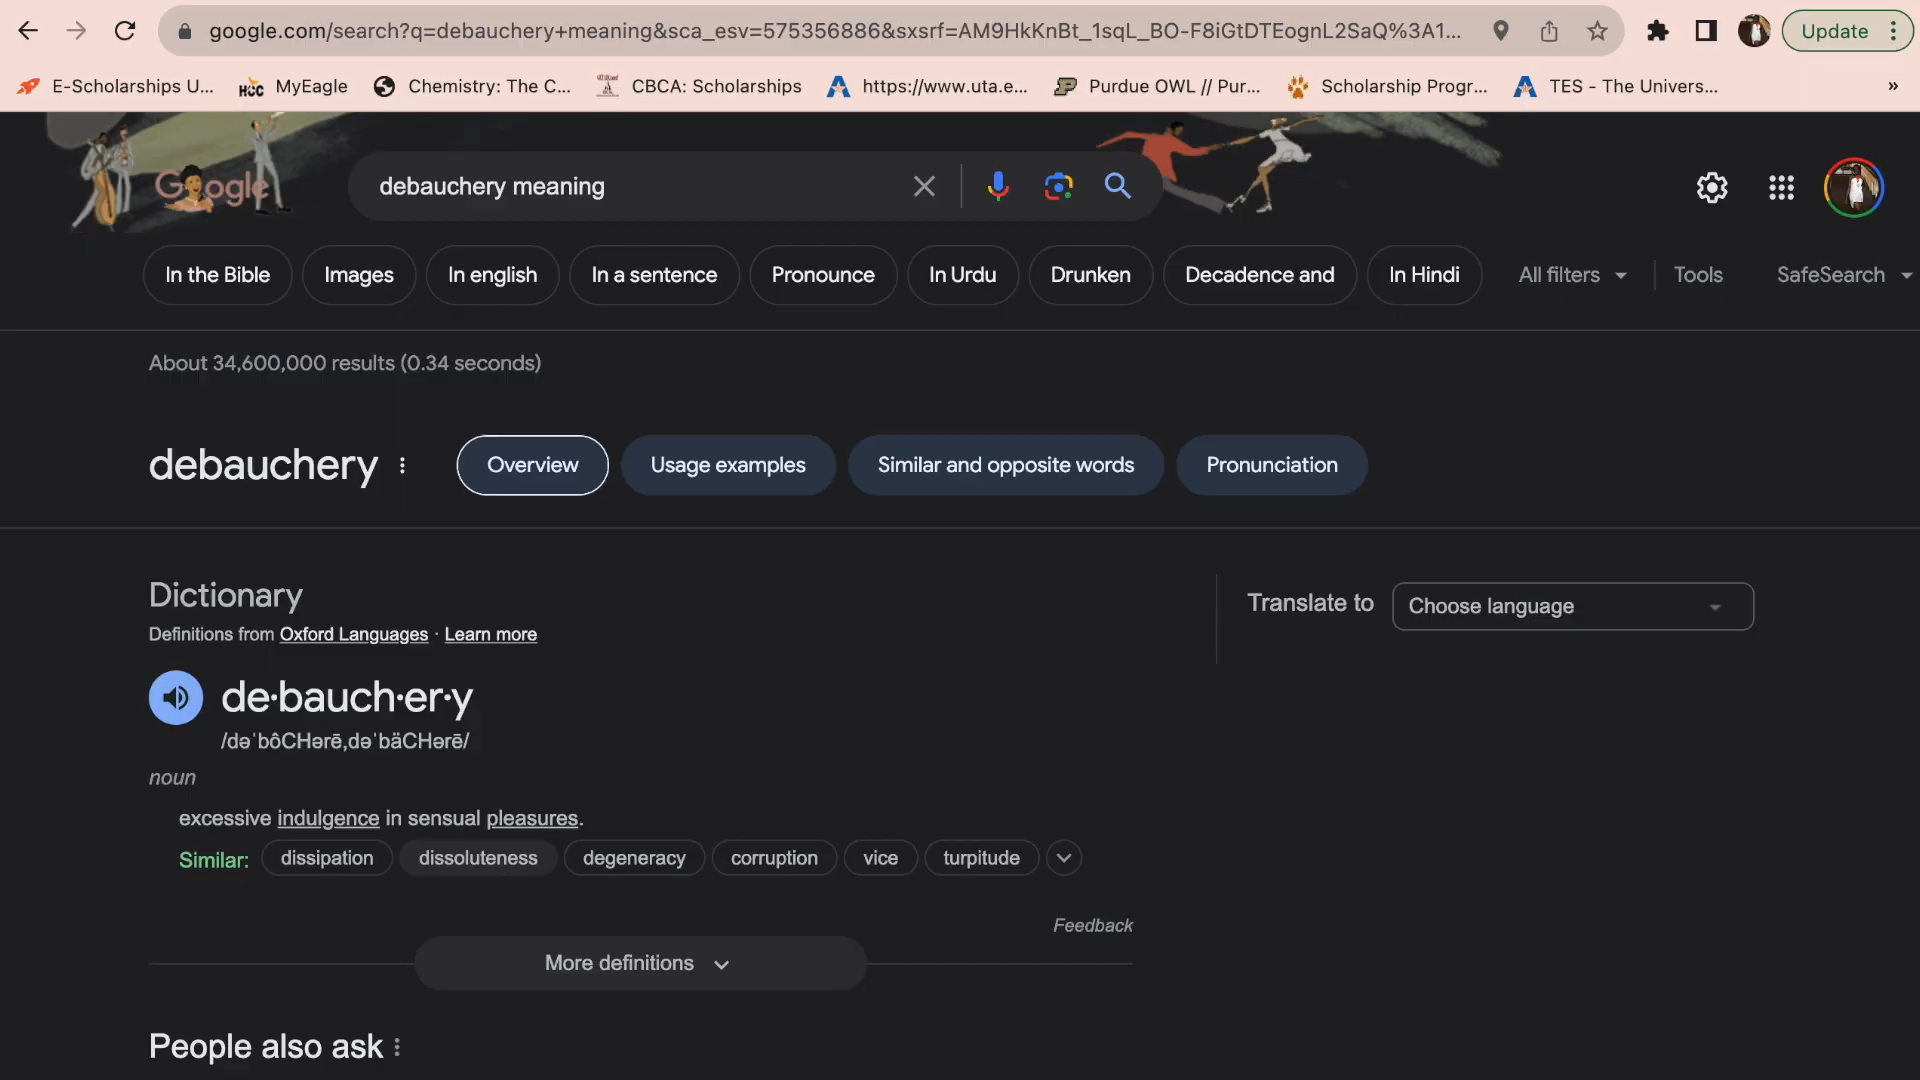 google.com/search?q=debauchery+meaning&sca_esv=575356886&sxsrf=AM9HkKnBt_1sqL_BO-F8iGtDTEognL2SaQ%3A1... Update
E-Scholarships U... HCC MyEagle Chemistry: The C... CBCA: Scholarships https://www.uta.e... Purdue OWL // Pur... Scholarship Progr... TES - The Univers... »
Google debauchery meaning
In the Bible Images In english In a sentence Pronounce In Urdu Drunken Decadence and In Hindi All filters Tools SafeSearch
About 34,600,000 results (0.34 seconds)
debauchery Overview Usage examples Similar and opposite words Pronunciation
Dictionary
Translate to Choose language
Definitions from Oxford Languages · Learn more
de·bauch·er·y
/dəˈbôCHərē,dəˈbäCHərē/
noun
excessive indulgence in sensual pleasures.
Similar: dissipation dissoluteness degeneracy corruption vice turpitude
Feedback
More definitions
People also ask